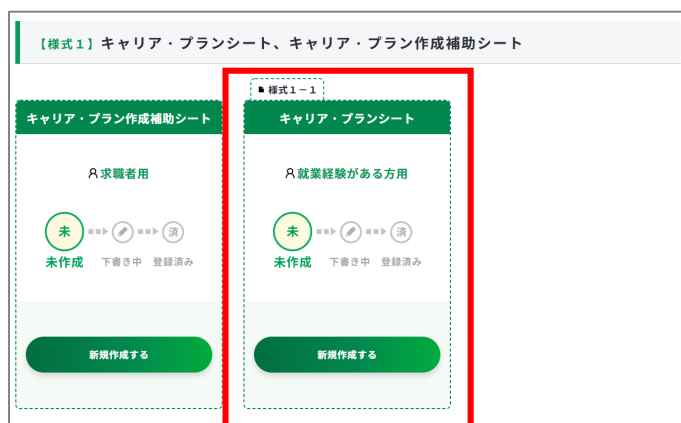 【様式１】キャリア・プランシート、キャリア・プラン作成補助シート
キャリア・プラン作成補助シート
求職者用
未
済
未作成 下書き中 登録済み
新規作成する
様式１－１
キャリア・プランシート
就業経験がある方用
未
済
未作成 下書き中 登録済み
新規作成する